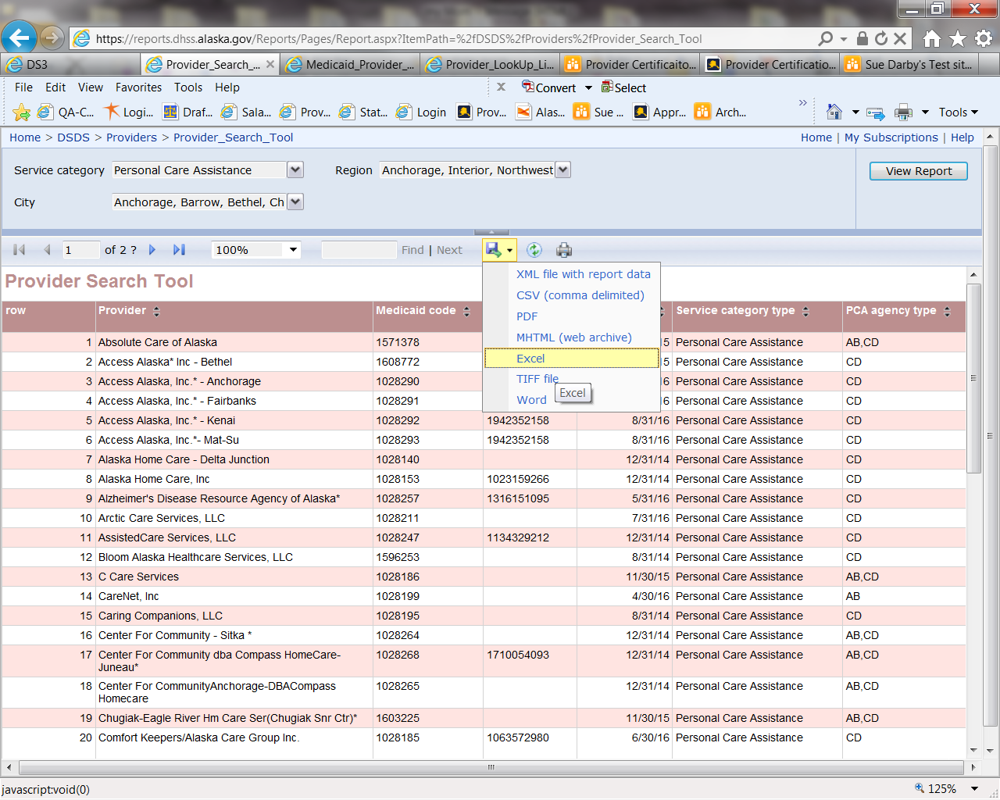 https://reports.dhss.alaska.gov/Reports/Pages/Report.aspx?ItemPath=%2fDSDS%2fProviders%2fProvider_Search_Tool
DS3 Provider_Search_... Medicaid_Provider_... Provider_LookUp_Li... Provider Certificaito... Provider Certificatio... Sue Darby's Test sit...
File Edit View Favorites Tools Help x Convert Select
QA-C... Logi... Draf... Sala... Prov... Stat... Login Prov... Alas... Sue ... Appr... Arch... » Tools
Home > DSDS > Providers > Provider_Search_Tool Home | My Subscriptions | Help
Service category Personal Care Assistance Region Anchorage, Interior, Northwest View Report
City Anchorage, Barrow, Bethel, Ch
1 of 2 ? 100% Find | Next
XML file with report data
CSV (comma delimited)
PDF
MHTML (web archive)
Excel
TIFF file
Word
Excel
Provider Search Tool
row Provider Medicaid code Service category type PCA agency type
1 Absolute Care of Alaska 1571378 5 Personal Care Assistance AB,CD
2 Access Alaska* Inc - Bethel 1608772 5 Personal Care Assistance CD
3 Access Alaska, Inc.* - Anchorage 1028290 6 Personal Care Assistance CD
4 Access Alaska, Inc.* - Fairbanks 1028291 6 Personal Care Assistance CD
5 Access Alaska, Inc.* - Kenai 1028292 1942352158 8/31/16 Personal Care Assistance CD
6 Access Alaska, Inc.*- Mat-Su 1028293 1942352158 8/31/16 Personal Care Assistance CD
7 Alaska Home Care - Delta Junction 1028140 12/31/14 Personal Care Assistance CD
8 Alaska Home Care, Inc 1028153 1023159266 12/31/14 Personal Care Assistance CD
9 Alzheimer's Disease Resource Agency of Alaska* 1028257 1316151095 5/31/16 Personal Care Assistance CD
10 Arctic Care Services, LLC 1028211 7/31/16 Personal Care Assistance CD
11 AssistedCare Services, LLC 1028247 1134329212 12/31/14 Personal Care Assistance CD
12 Bloom Alaska Healthcare Services, LLC 1596253 8/31/14 Personal Care Assistance CD
13 C Care Services 1028186 11/30/15 Personal Care Assistance AB,CD
14 CareNet, Inc 1028199 4/30/16 Personal Care Assistance AB
15 Caring Companions, LLC 1028195 8/31/14 Personal Care Assistance CD
16 Center For Community - Sitka * 1028264 12/31/14 Personal Care Assistance AB,CD
17 Center For Community dba Compass HomeCare- 1028268 1710054093 12/31/14 Personal Care Assistance AB,CD
Juneau*
18 Center For CommunityAnchorage-DBACompass 1028265 12/31/14 Personal Care Assistance AB,CD
Homecare
19 Chugiak-Eagle River Hm Care Ser(Chugiak Snr Ctr)* 1603225 11/30/15 Personal Care Assistance AB,CD
20 Comfort Keepers/Alaska Care Group Inc. 1028185 1063572980 6/30/16 Personal Care Assistance CD
javascript:void(0) 125%